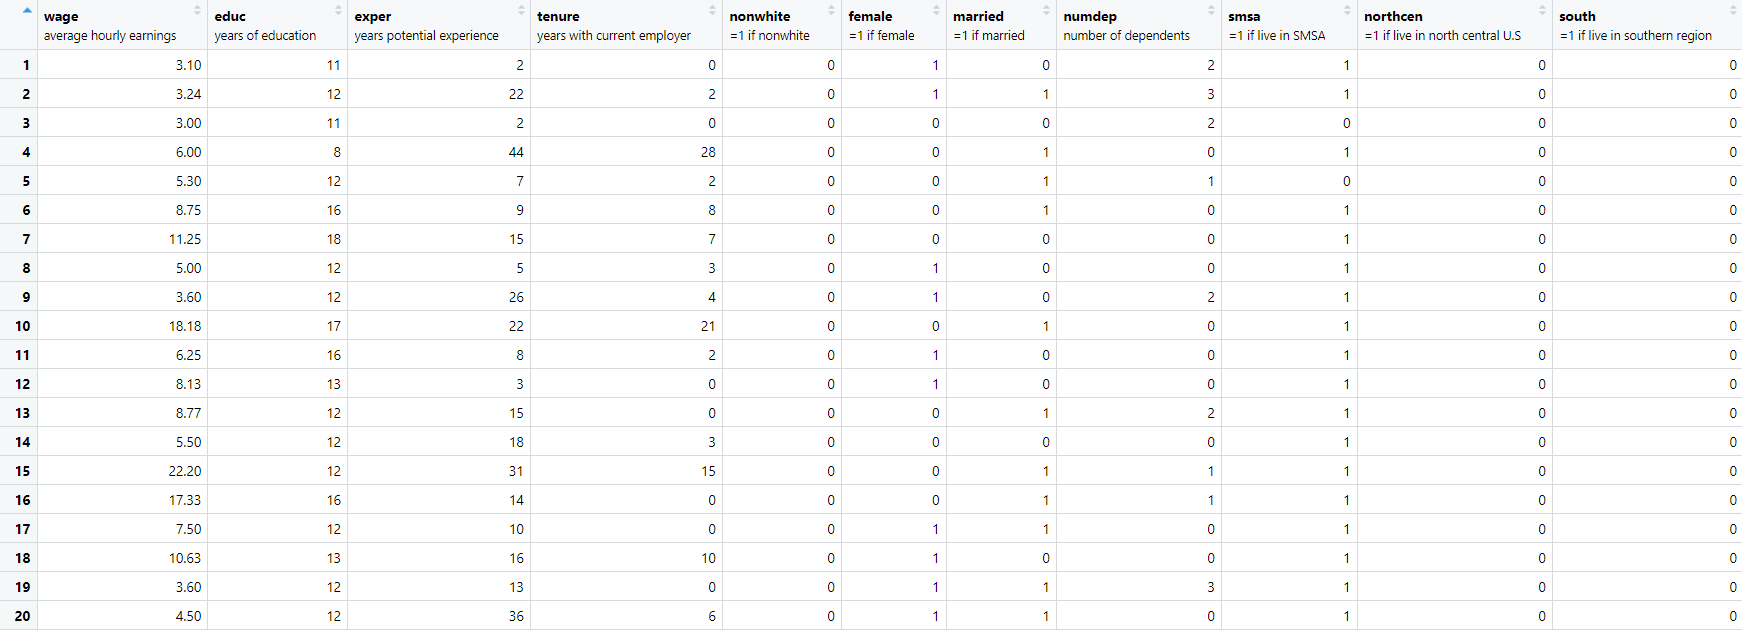 wage educ exper tenure nonwhite female married numdep smsa northcen south
average hourly earnings years of education years potential experience years with current employer =1 if nonwhite =1 if female =1 if married number of dependents =1 if live in SMSA =1 if live in north central U.S =1 if live in southern region
1 3.10 11 2 0 0 1 0 2 1 0 0
2 3.24 12 22 2 0 1 1 3 1 0 0
3 3.00 11 2 0 0 0 0 2 0 0 0
4 6.00 8 44 28 0 0 1 0 1 0 0
5 5.30 12 7 2 0 0 1 1 0 0 0
6 8.75 16 9 8 0 0 1 0 1 0 0
7 11.25 18 15 7 0 0 0 0 1 0 0
8 5.00 12 5 3 0 1 0 0 1 0 0
9 3.60 12 26 4 0 1 0 2 1 0 0
10 18.18 17 22 21 0 0 1 0 1 0 0
11 6.25 16 8 2 0 1 0 0 1 0 0
12 8.13 13 3 0 0 1 0 0 1 0 0
13 8.77 12 15 0 0 0 1 2 1 0 0
14 5.50 12 18 3 0 0 0 0 1 0 0
15 22.20 12 31 15 0 0 1 1 1 0 0
16 17.33 16 14 0 0 0 1 1 1 0 0
17 7.50 12 10 0 0 1 1 0 1 0 0
18 10.63 13 16 10 0 1 0 0 1 0 0
19 3.60 12 13 0 0 1 1 3 1 0 0
20 4.50 12 36 6 0 1 1 0 1 0 0